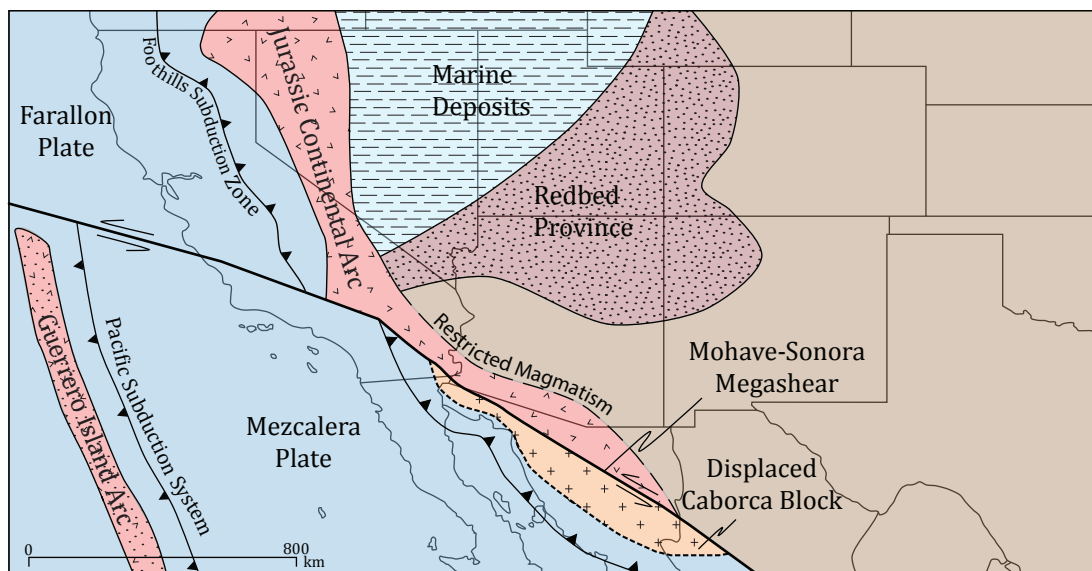 Farallon
Plate
Foothills Subduction Zone
Jurassic Continental Arc
Marine
Deposits
Redbed
Province
Restricted Magmatism
Mohave-Sonora
Megashear
Guerrero Island Arc
Pacific Subduction System
Mezcalera
Plate
Displaced
Caborca Block
0 800
km